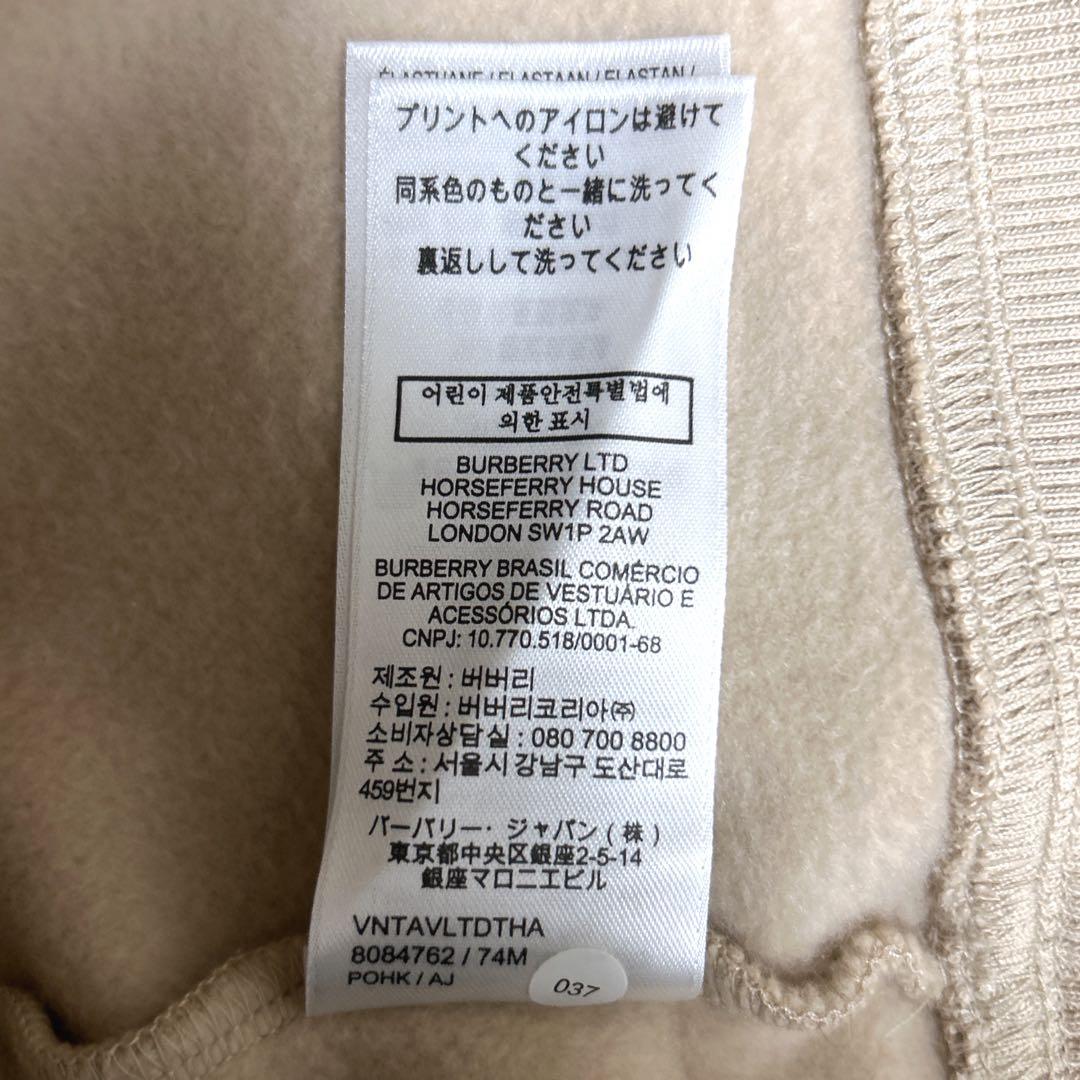 ÉLASTHANE / ELASTAAN / ELASTAN /
プリントへのアイロンは避けて
ください
同系色のものと一緒に洗ってく
ださい
裏返しして洗ってください
어린이 제품안전특별법에
의한 표시
BURBERRY LTD
HORSEFERRY HOUSE
HORSEFERRY ROAD
LONDON SW1P 2AW
BURBERRY BRASIL COMÉRCIO
DE ARTIGOS DE VESTUÁRIO E
ACESSÓRIOS LTDA.
CNPJ: 10.770.518/0001-68
제조원 : 버버리
수입원 : 버버리코리아㈜
소비자상담실 : 080 700 8800
주 소 : 서울시 강남구 도산대로
459번지
バーバリー・ジャパン ( 株 )
東京都中央区銀座2-5-14
銀座マロニエビル
VNTAVLTDTHA
8084762 / 74M
POHK / AJ
037